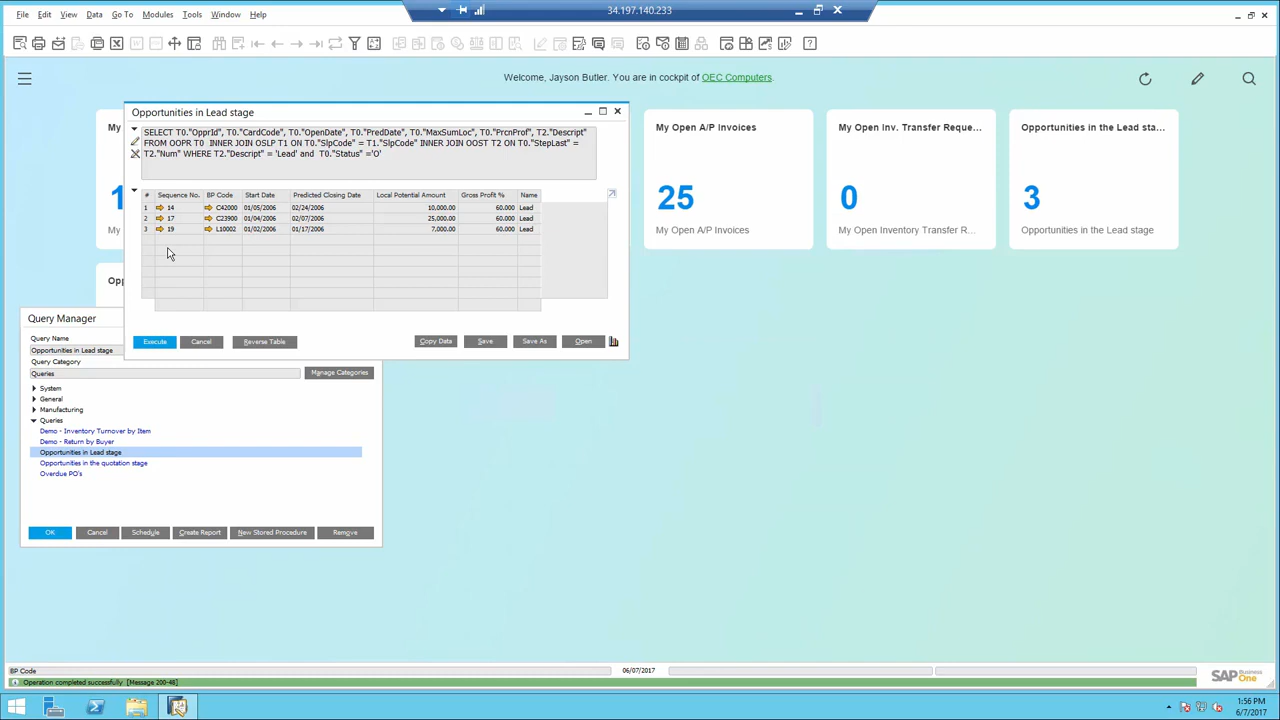 34.197.140.233
File Edit View Data Go To Modules Tools Window Help
Welcome, Jayson Butler. You are in cockpit of OEC Computers.
Opportunities in Lead stage
SELECT T0."OpprId", T0."CardCode", T0."OpenDate", T0."PredDate", T0."MaxSumLoc", T0."PrcnProf", T2."Descript"
FROM OOPR T0 INNER JOIN OSLP T1 ON T0."SlpCode" = T1."SlpCode" INNER JOIN OOST T2 ON T0."StepLast" =
T2."Num" WHERE T2."Descript" = 'Lead' and T0."Status" ='O'
# Sequence No. BP Code Start Date Predicted Closing Date Local Potential Amount Gross Profit % Name
1 14 C42000 01/05/2006 02/24/2006 10,000.00 60.000 Lead
2 17 C23900 01/04/2006 02/07/2006 25,000.00 60.000 Lead
3 19 L10002 01/02/2006 01/17/2006 7,000.00 60.000 Lead
Execute Cancel Reverse Table Copy Data Save Save As Open
My
1
My
Opp
My Open A/P Invoices
25
My Open A/P Invoices
My Open Inv. Transfer Reque...
0
My Open Inventory Transfer R...
Opportunities in the Lead sta...
3
Opportunities in the Lead stage
Query Manager
Query Name
Opportunities in Lead stage
Query Category
Queries
Manage Categories
System
General
Manufacturing
Queries
Demo - Inventory Turnover by Item
Demo - Return by Buyer
Opportunities in Lead stage
Opportunities in the quotation stage
Overdue PO's
OK Cancel Schedule Create Report New Stored Procedure Remove
BP Code
06/07/2017
Operation completed successfully [Message 200-48]
SAP Business One
1:56 PM
6/7/2017